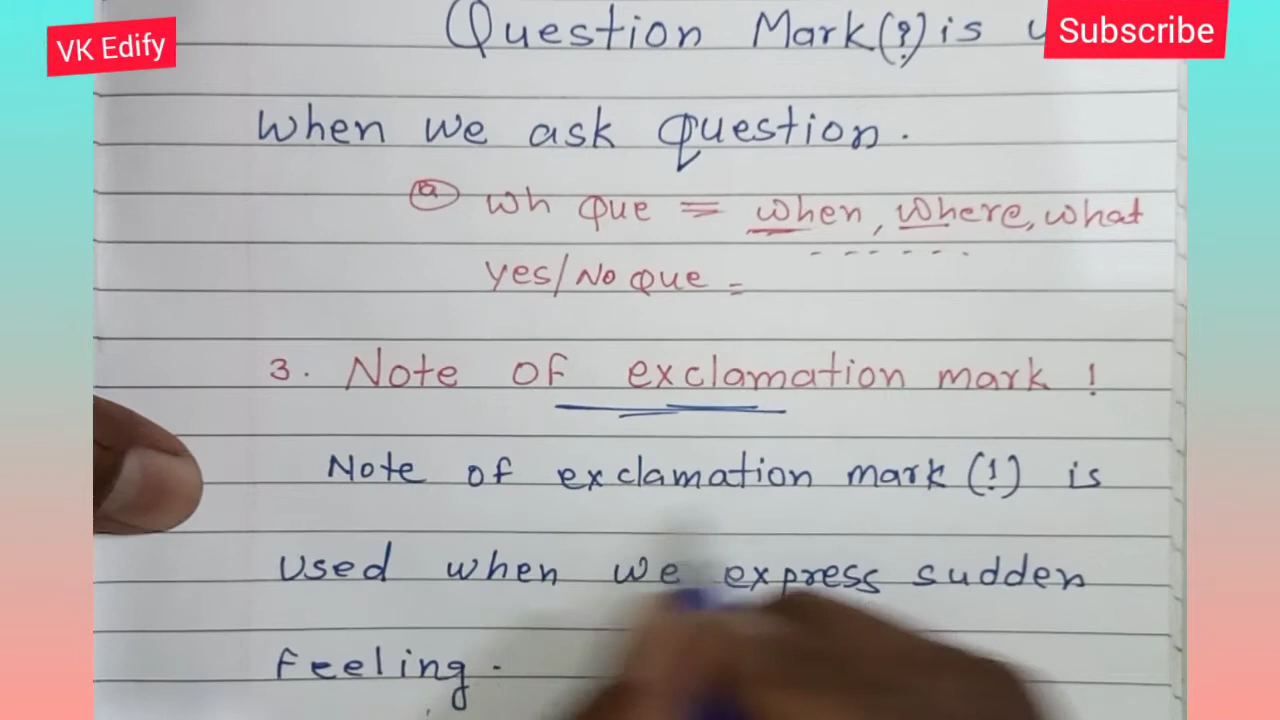 VK Edify
Subscribe
Question Mark (?) is
when we ask question.
(a) wh que = when, where, what
yes/No que =
3. Note of exclamation mark !
Note of exclamation mark (!) is
used when we express sudden
feeling.